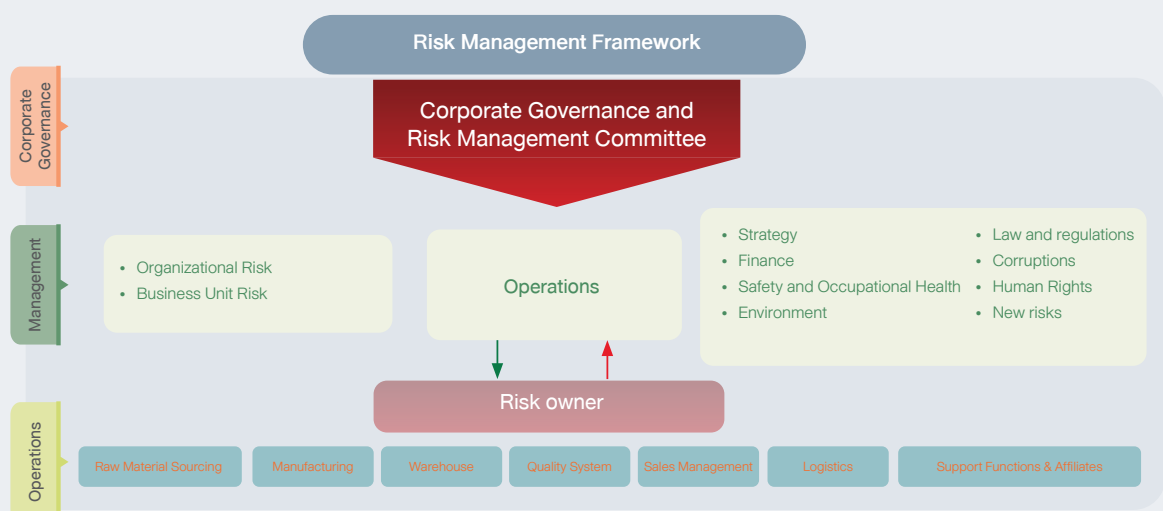 Risk Management Framework
Corporate
Governance
Corporate Governance and
Risk Management Committee
Management
• Organizational Risk
• Business Unit Risk
Operations
• Strategy
• Finance
• Safety and Occupational Health
• Environment
• Law and regulations
• Corruptions
• Human Rights
• New risks
Risk owner
Operations
Raw Material Sourcing
Manufacturing
Warehouse
Quality System
Sales Management
Logistics
Support Functions & Affiliates